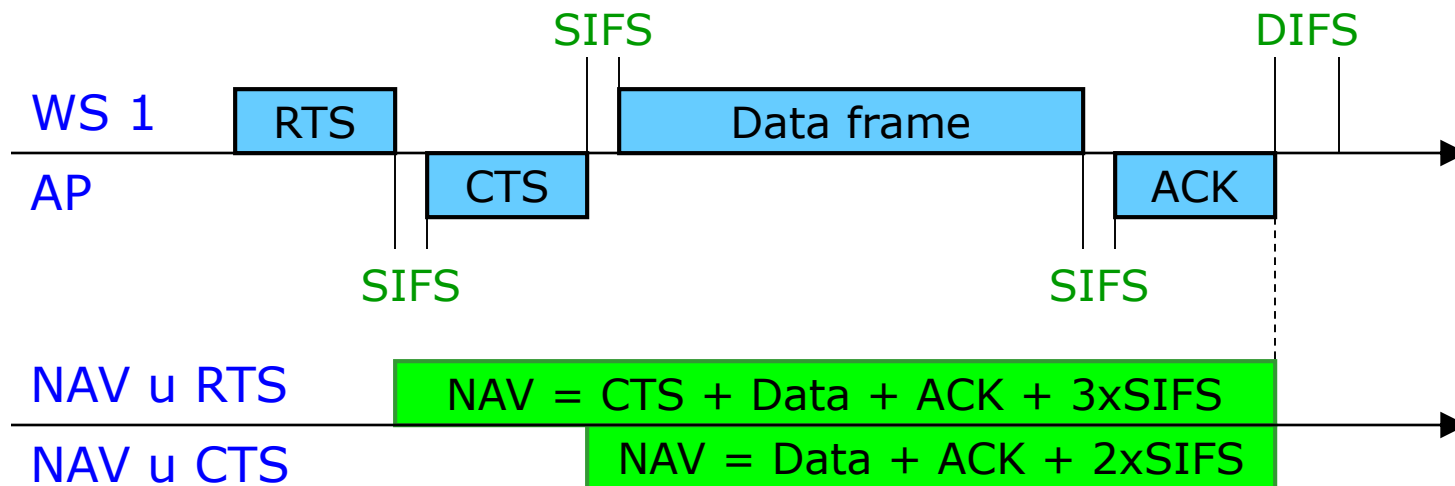 SIFS
DIFS
WS 1
RTS
Data frame
AP
CTS
ACK
SIFS
SIFS
NAV u RTS
NAV = CTS + Data + ACK + 3xSIFS
NAV u CTS
NAV = Data + ACK + 2xSIFS